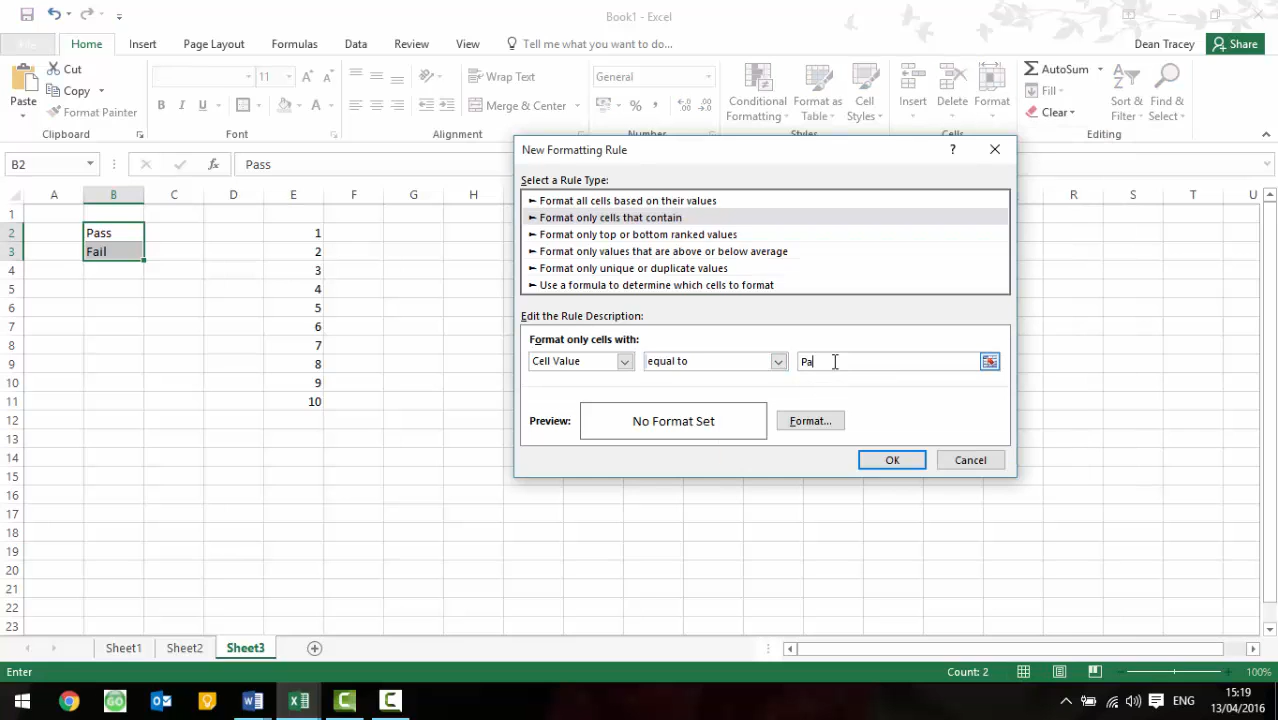 Book1 - Excel
File Home Insert Page Layout Formulas Data Review View Tell me what you want to do... Dean Tracey Share
Paste Cut Copy Format Painter
Clipboard
11 A A
B I U A
Font
Wrap Text
Merge & Center
Alignment
General
% , .0 .00 .00 .0
Number
Conditional Formatting Format as Table Cell Styles
Styles
Insert Delete Format
Cells
AutoSum Fill Clear
Sort & Filter Find & Select
Editing
B2 fx Pass
A B C D E F G H R S T U
1
2 Pass 1
3 Fail 2
4 3
5 4
6 5
7 6
8 7
9 8
10 9
11 10
12
13
14
15
16
17
18
19
20
21
22
23
New Formatting Rule ?
Select a Rule Type:
► Format all cells based on their values
► Format only cells that contain
► Format only top or bottom ranked values
► Format only values that are above or below average
► Format only unique or duplicate values
► Use a formula to determine which cells to format
Edit the Rule Description:
Format only cells with:
Cell Value equal to Pa
Preview: No Format Set Format...
OK Cancel
Sheet1 Sheet2 Sheet3
Enter Count: 2 100%
GO ENG 15:19
13/04/2016